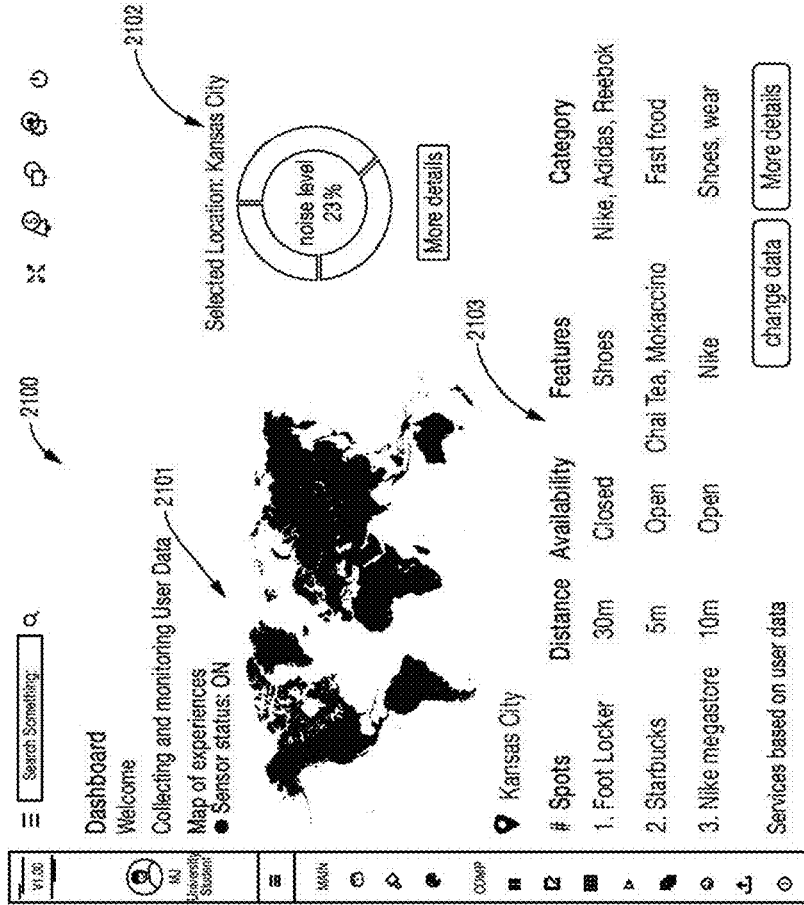 V1.00
MJ
University
Student
MAIN
COMP
Search Something:
2100
Dashboard
Welcome
Collecting and monitoring User Data
2101
Map of experiences
Sensor status: ON
2102
Selected Location: Kansas City
noise level
23%
More details
Kansas City
2103
# Spots Distance Availability Features Category
1. Foot Locker 30m Closed Shoes Nike, Adidas, Reebok
2. Starbucks 5m Open Chai Tea, Mokaccino Fast food
3. Nike megastore 10m Open Nike Shoes, wear
Services based on user data
change data
More details